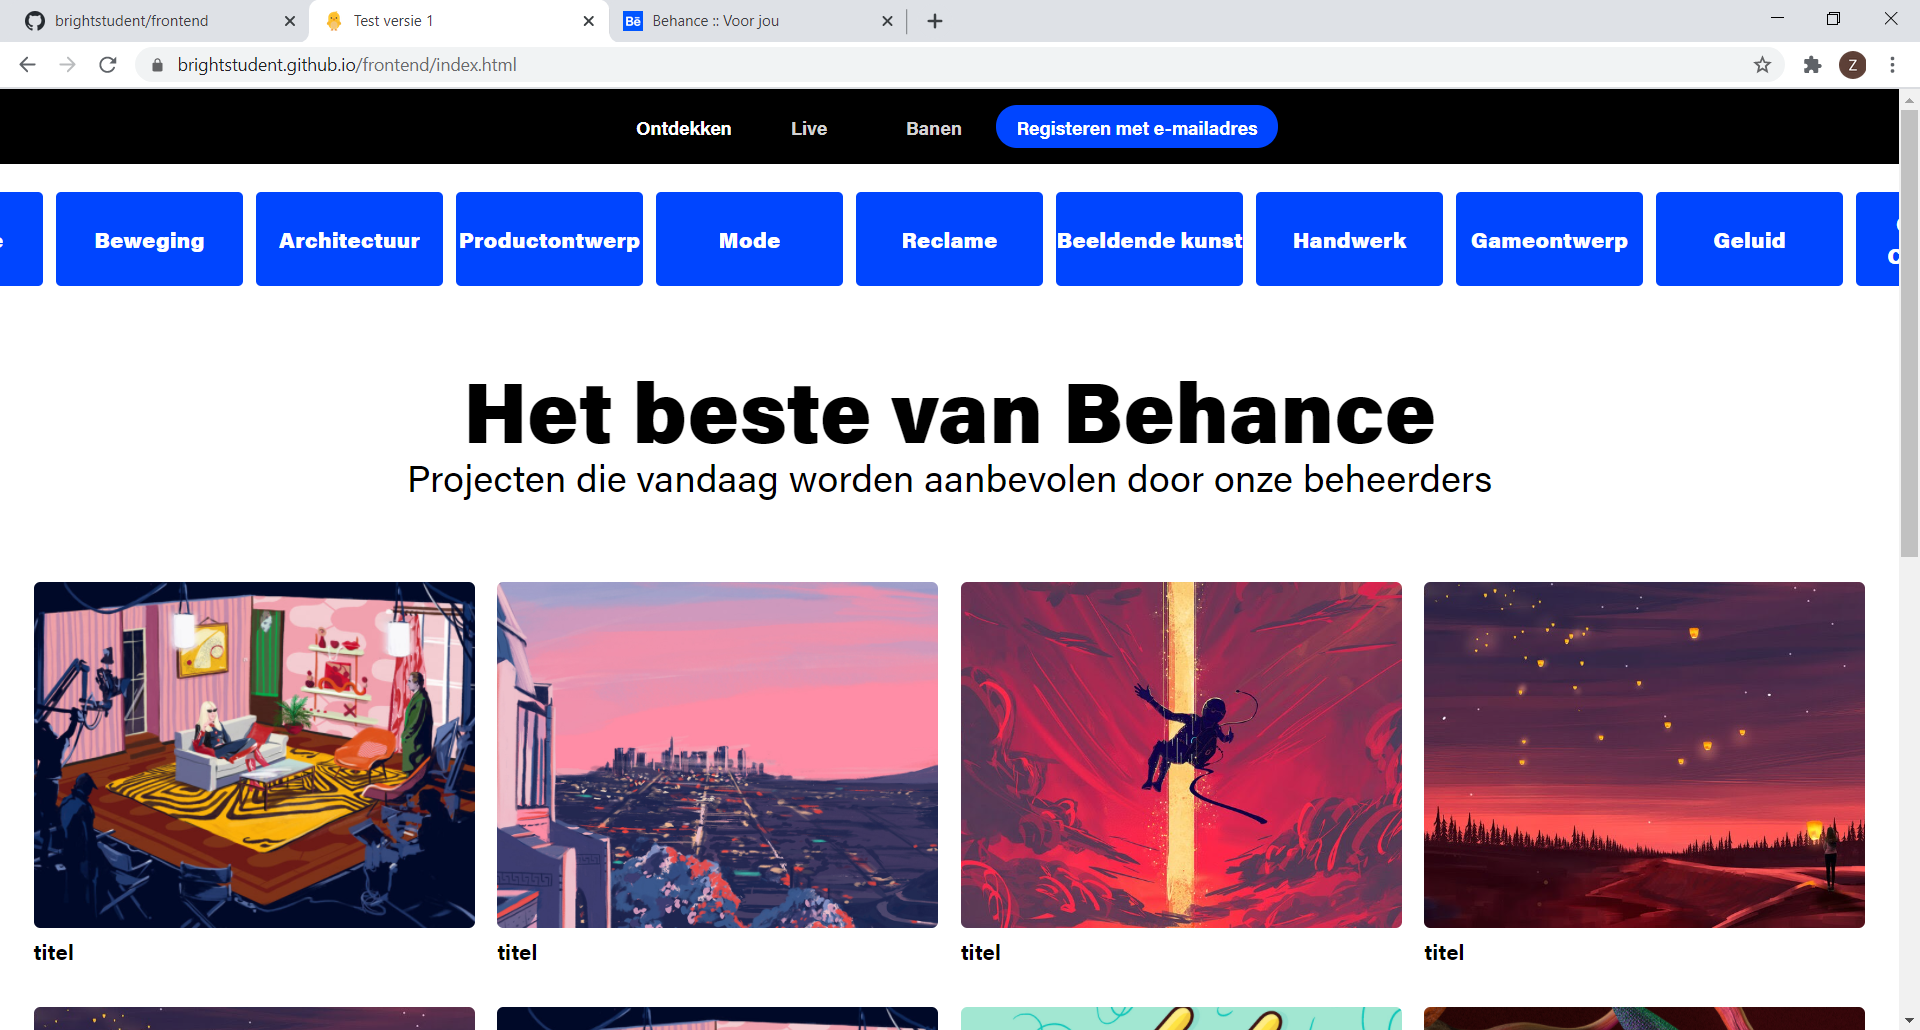 brightstudent/frontend
Test versie 1
Bē Behance :: Voor jou
brightstudent.github.io/frontend/index.html
Z
Ontdekken Live Banen Registeren met e-mailadres
Beweging Architectuur Productontwerp Mode Reclame Beeldende kunst Handwerk Gameontwerp Geluid
Het beste van Behance
Projecten die vandaag worden aanbevolen door onze beheerders
titel titel titel titel